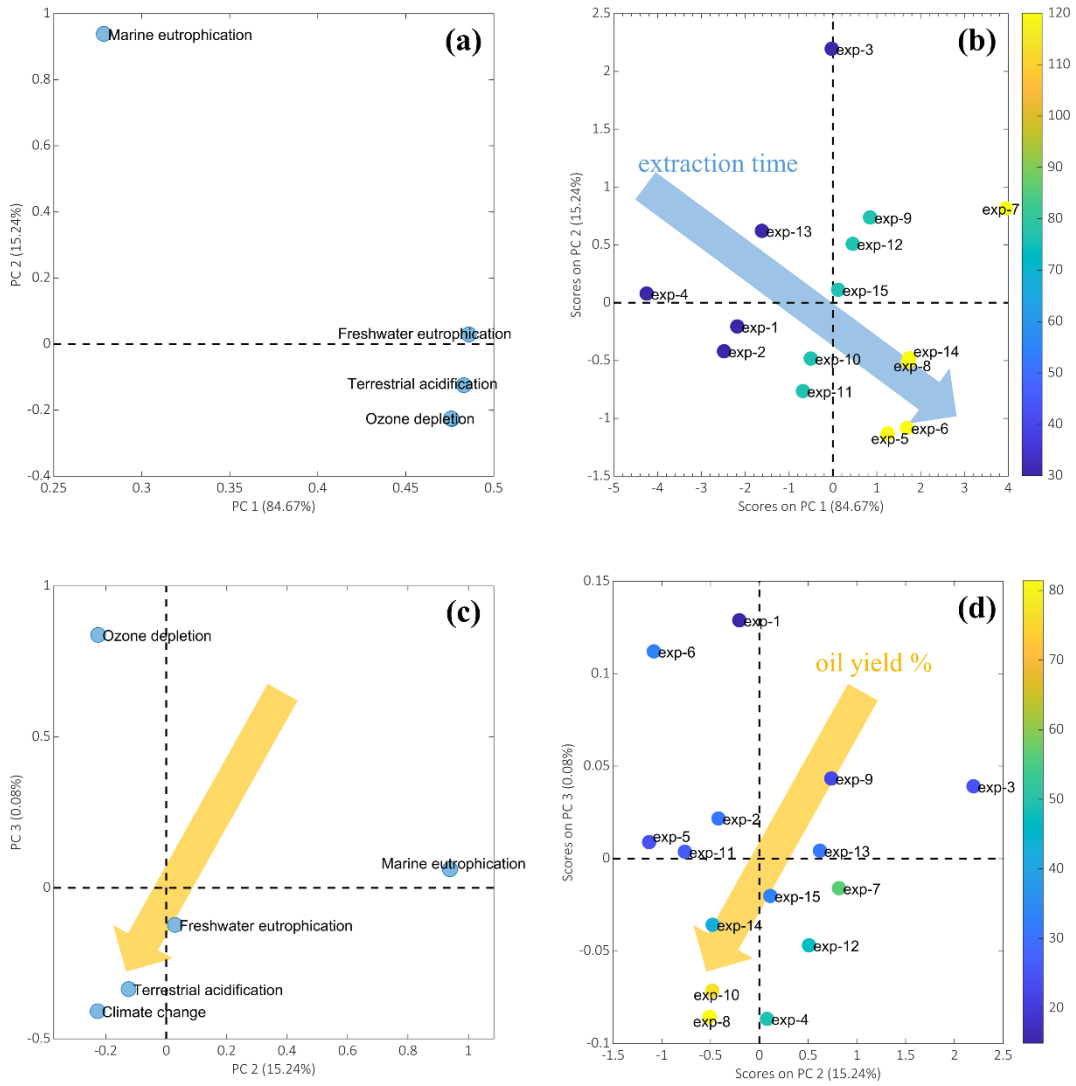 (a)
Marine eutrophication
Freshwater eutrophication
Terrestrial acidification
Ozone depletion
1
0.8
0.6
0.4
0.2
0
-0.2
-0.4
0.25
0.3
0.35
0.4
0.45
0.5
PC 2 (15.24%)
PC 1 (84.67%)
(b)
extraction time
exp-3
exp-7
exp-9
exp-13
exp-12
exp-15
exp-4
exp-1
exp-2
exp-10
exp-14
exp-8
exp-11
exp-6
exp-5
2.5
2
1.5
1
0.5
0
-0.5
-1
-1.5
-5
-4
-3
-2
-1
0
1
2
3
4
Scores on PC 2 (15.24%)
Scores on PC 1 (84.67%)
120
110
100
90
80
70
60
50
40
30
(c)
Ozone depletion
Marine eutrophication
Freshwater eutrophication
Terrestrial acidification
Climate change
1
0.5
0
-0.5
-0.2
0
0.2
0.4
0.6
0.8
1
PC 3 (0.08%)
PC 2 (15.24%)
(d)
oil yield %
exp-1
exp-6
exp-9
exp-3
exp-2
exp-5
exp-11
exp-13
exp-7
exp-15
exp-14
exp-12
exp-10
exp-8
exp-4
0.15
0.1
0.05
0
-0.05
-0.1
-1.5
-1
-0.5
0
0.5
1
1.5
2
2.5
Scores on PC 3 (0.08%)
Scores on PC 2 (15.24%)
80
70
60
50
40
30
20